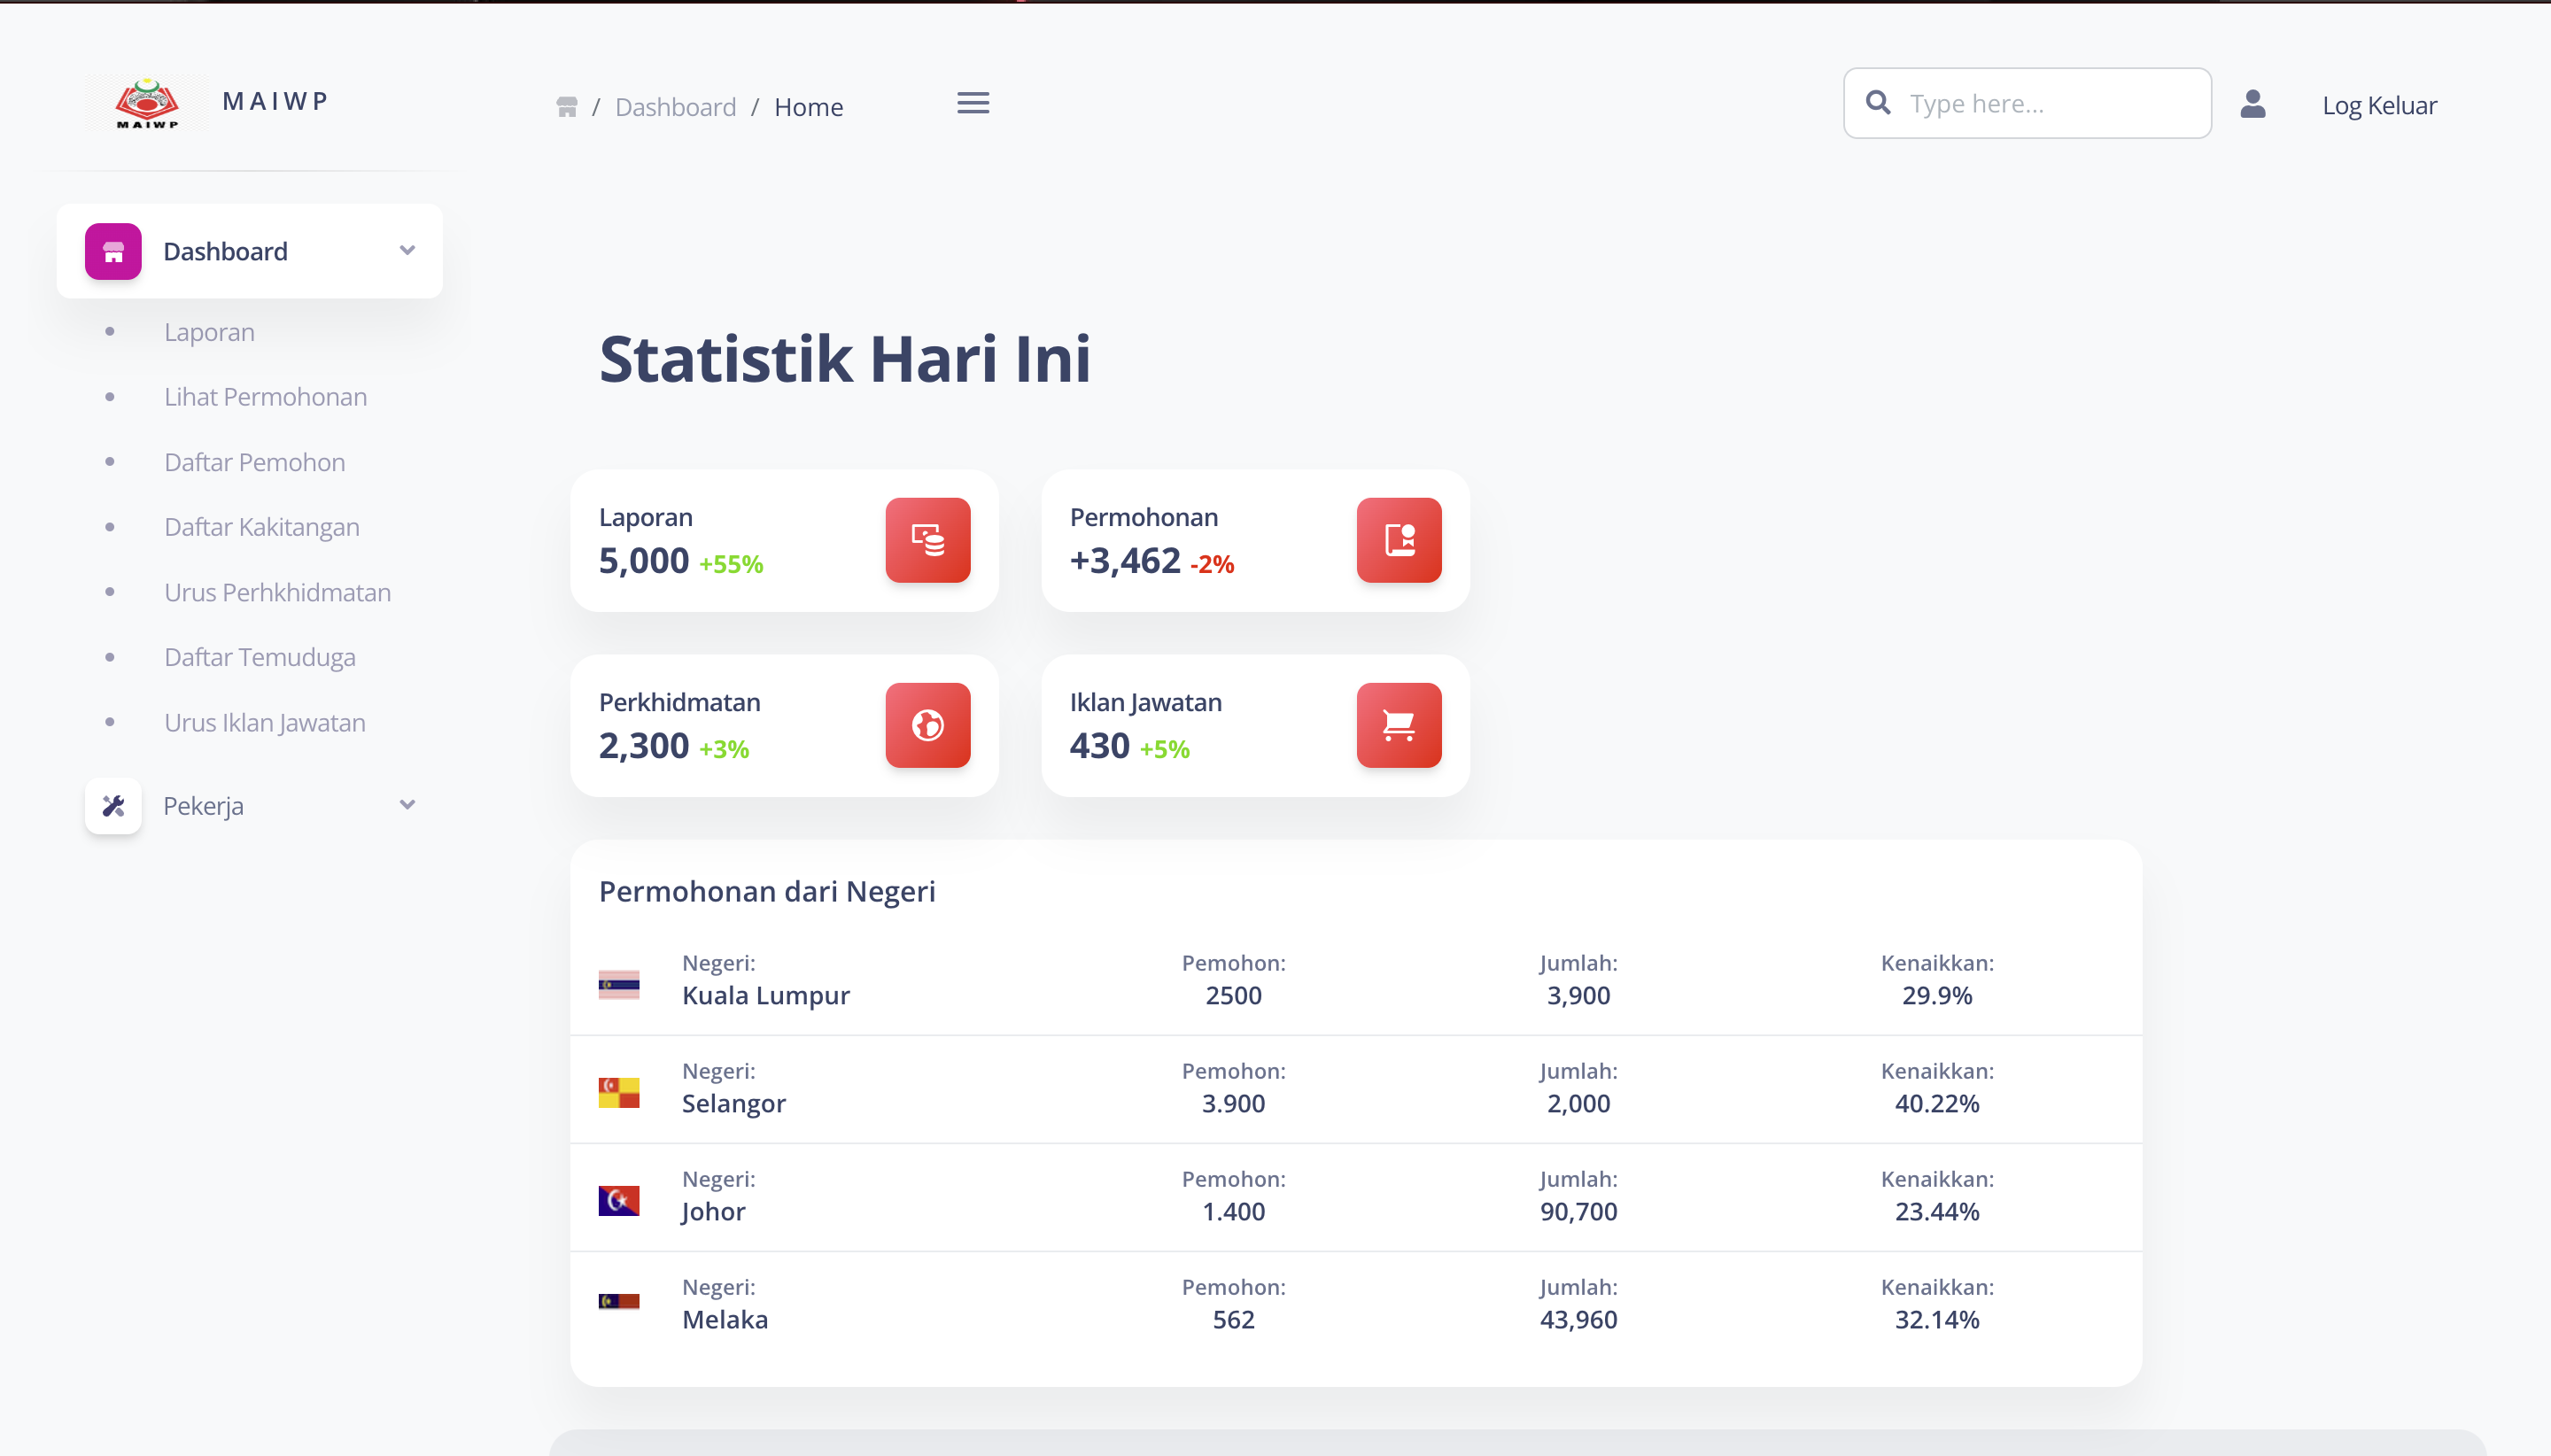 MAIWP
MAIWP
/ Dashboard / Home
Type here...
Log Keluar
Dashboard
Laporan
Lihat Permohonan
Daftar Pemohon
Daftar Kakitangan
Urus Perhkhidmatan
Daftar Temuduga
Urus Iklan Jawatan
Pekerja
Statistik Hari Ini
Laporan
5,000 +55%
Permohonan
+3,462 -2%
Perkhidmatan
2,300 +3%
Iklan Jawatan
430 +5%
Permohonan dari Negeri
Negeri: Pemohon: Jumlah: Kenaikkan:
Kuala Lumpur 2500 3,900 29.9%
Negeri: Pemohon: Jumlah: Kenaikkan:
Selangor 3.900 2,000 40.22%
Negeri: Pemohon: Jumlah: Kenaikkan:
Johor 1.400 90,700 23.44%
Negeri: Pemohon: Jumlah: Kenaikkan:
Melaka 562 43,960 32.14%